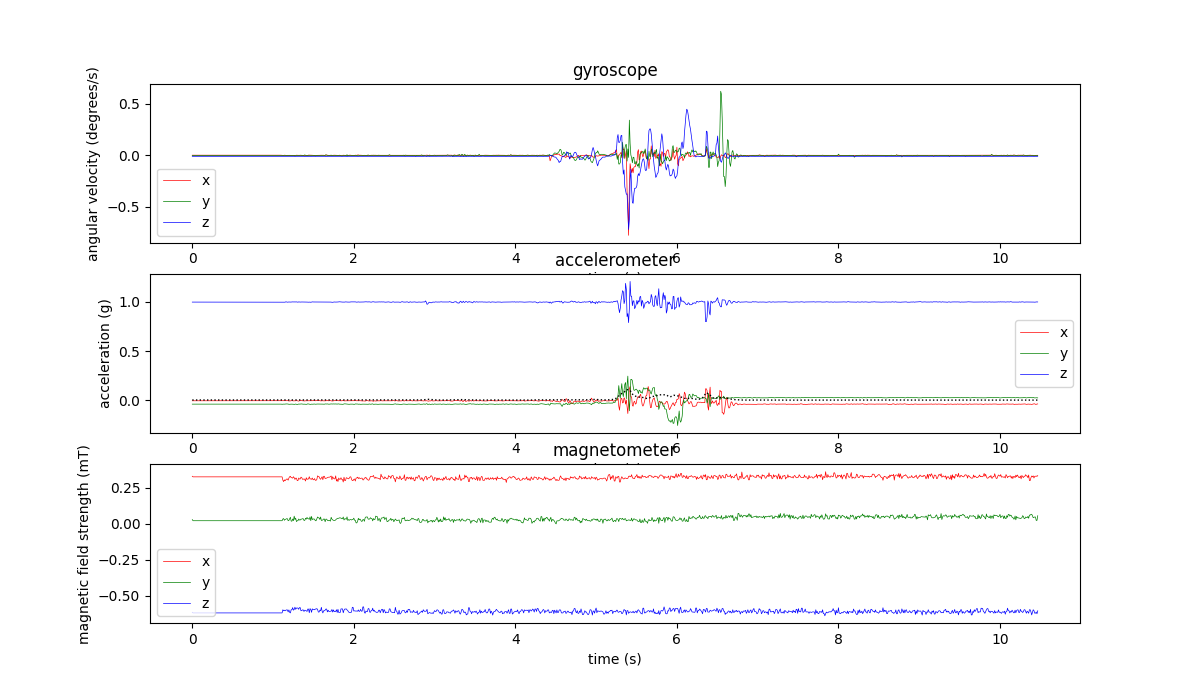 gyroscope
angular velocity (degrees/s)
0.5
0.0
−0.5
x
y
z
0 2 4 6 8 10
accelerometer
acceleration (g)
1.0
0.5
0.0
x
y
z
0 2 4 6 8 10
magnetometer
magnetic field strength (mT)
0.25
0.00
−0.25
−0.50
x
y
z
0 2 4 6 8 10
time (s)